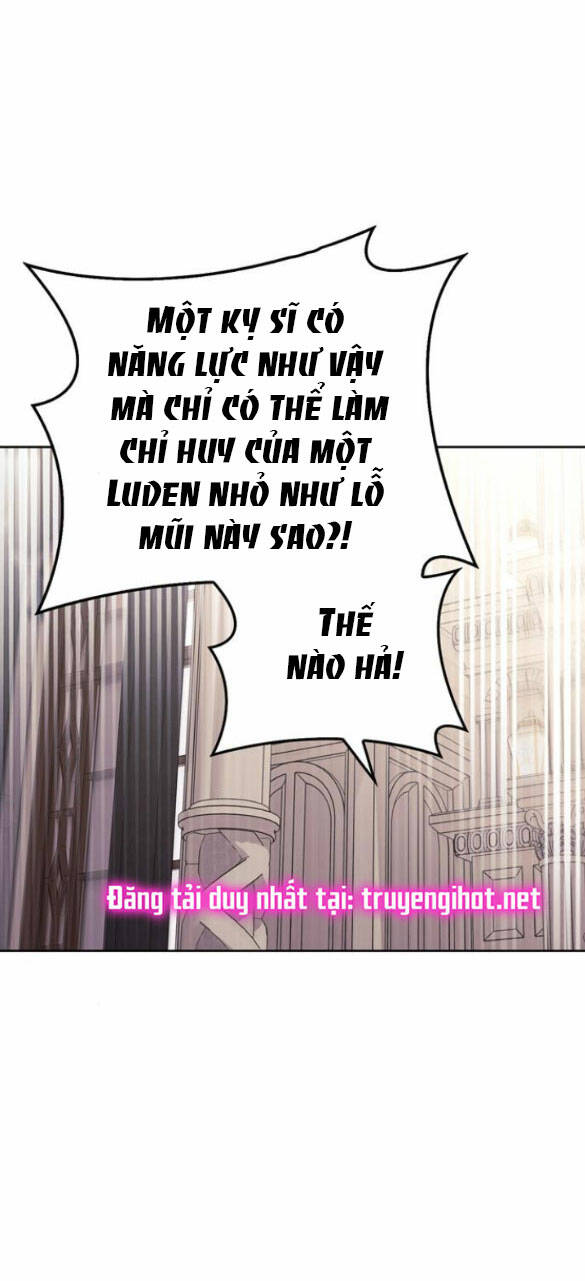 MỘT KỴ SĨ CÓ
NĂNG LỰC NHƯ VẬY
MÀ CHỈ CÓ THỂ LÀM
CHỈ HUY CỦA MỘT
LUDEN NHỎ NHƯ LỖ
MŨI NÀY SAO?!
THẾ
NÀO HẢ!
Đăng tải duy nhất tại: truyengihot.net